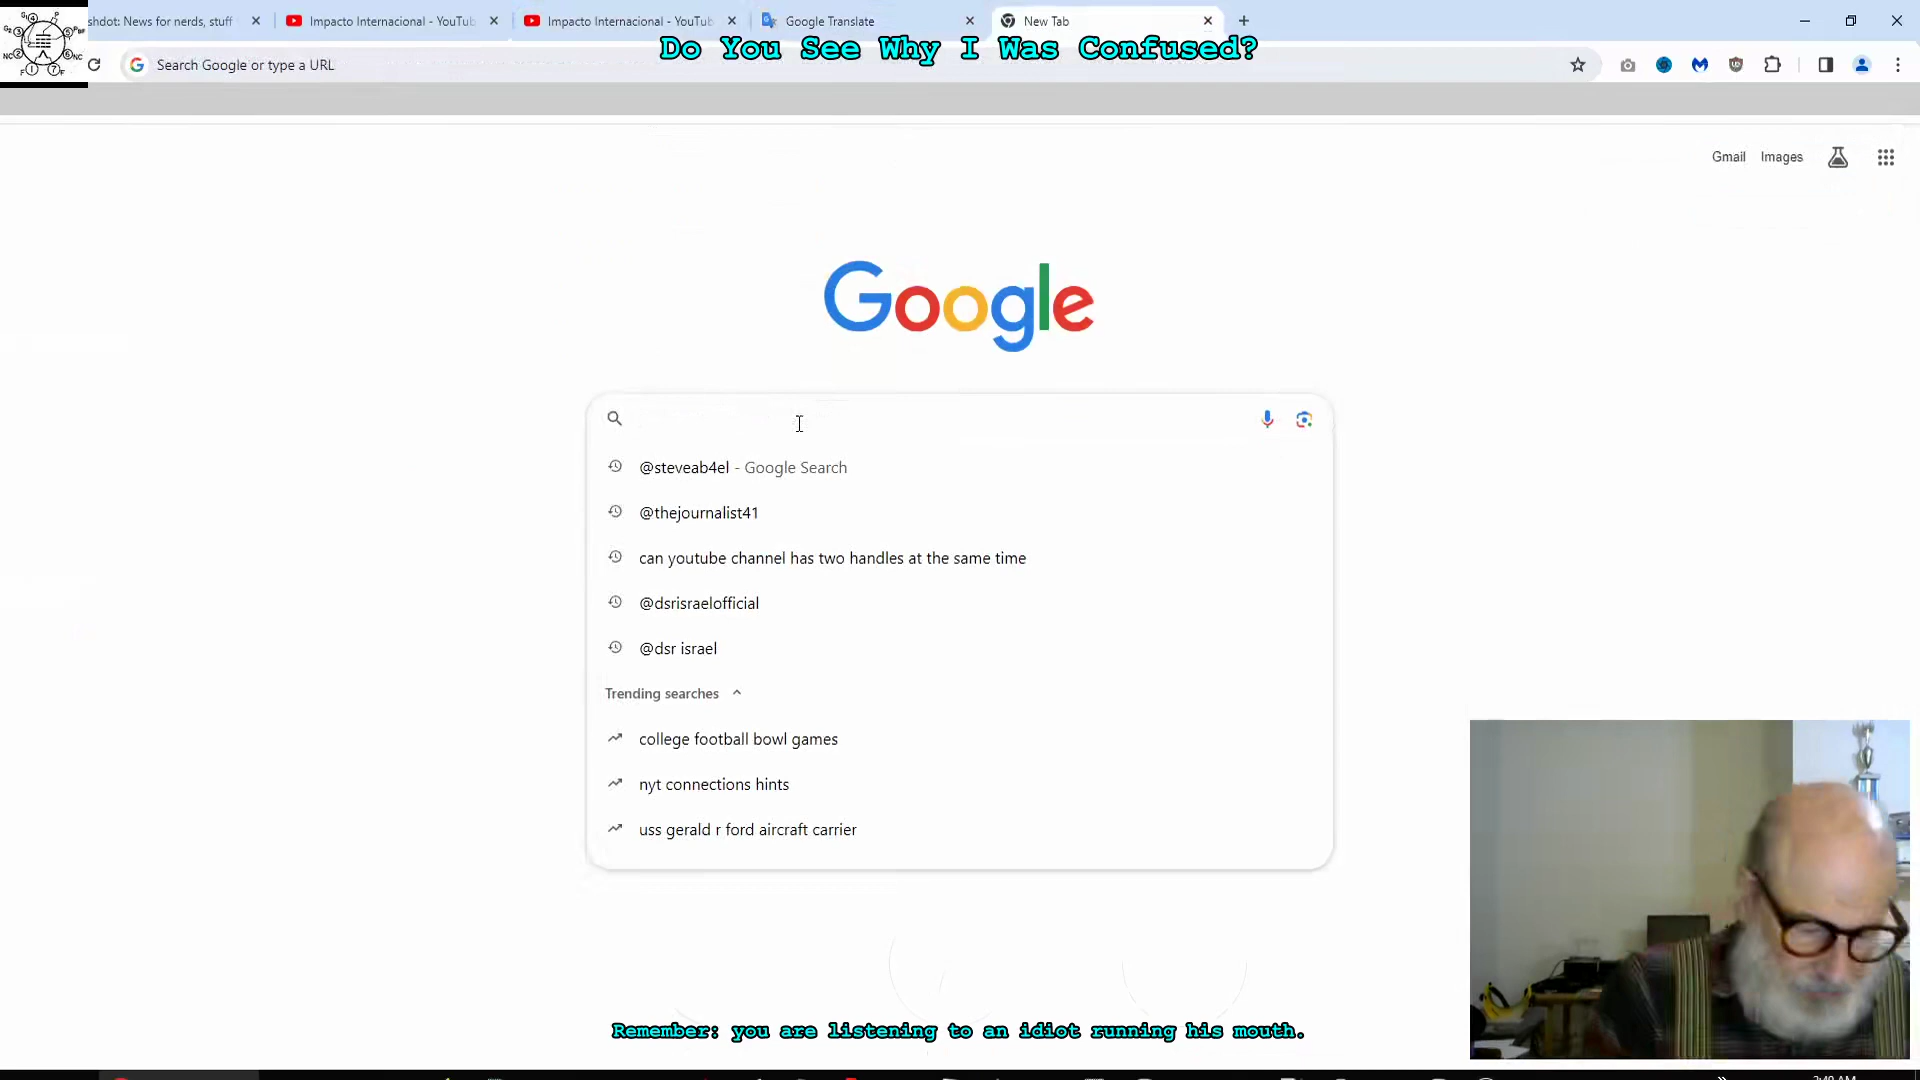 shdot: News for nerds, stuff
Impacto Internacional - YouTub
Impacto Internacional - YouTub
Google Translate
New Tab
Do You See Why I Was Confused?
Search Google or type a URL
Gmail Images
Google
@steveab4el - Google Search
@thejournalist41
can youtube channel has two handles at the same time
@dsrisraelofficial
@dsr israel
Trending searches
college football bowl games
nyt connections hints
uss gerald r ford aircraft carrier
Remember: you are listening to an idiot running his mouth.